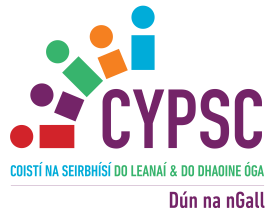 CYPSC
COISTÍ NA SEIRBHÍSÍ DO LEANAÍ & DO DHAOINE ÓGA
Dún na nGall